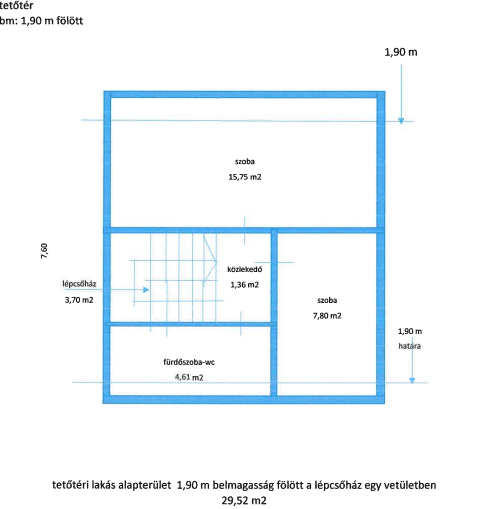 tetőtér
bm: 1,90 m fölött
1,90 m
szoba
15,75 m2
7,60
közlekedő
1,36 m2
lépcsőház
3,70 m2
szoba
7,80 m2
1,90 m
határa
fürdőszoba-wc
4,61 m2
tetőtéri lakás alapterület 1,90 m belmagasság fölött a lépcsőház egy vetületben
29,52 m2